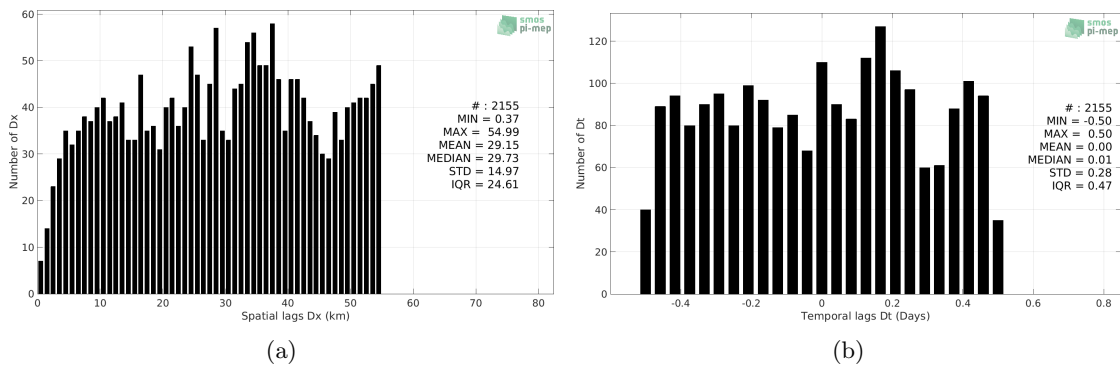 60
50
40
30
20
10
0
Number of Dx
smos
pi-mep
# : 2155
MIN = 0.37
MAX = 54.99
MEAN = 29.15
MEDIAN = 29.73
STD = 14.97
IQR = 24.61
0 10 20 30 40 50 60 70 80
Spatial lags Dx (km)
(a)
120
100
80
60
40
20
0
Number of Dt
smos
pi-mep
# : 2155
MIN = -0.50
MAX = 0.50
MEAN = 0.00
MEDIAN = 0.01
STD = 0.28
IQR = 0.47
-0.4 -0.2 0 0.2 0.4 0.6 0.8
Temporal lags Dt (Days)
(b)